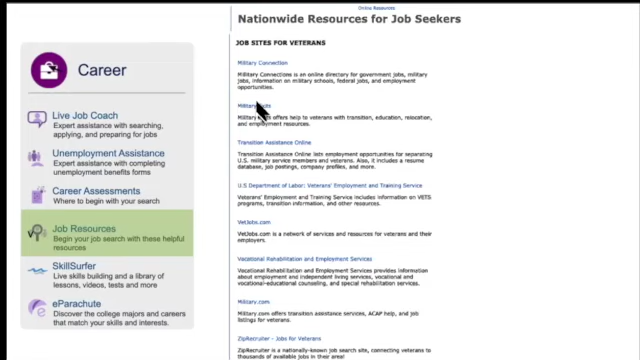 Career
Live Job Coach
Expert assistance with searching,
applying, and preparing for jobs
Unemployment Assistance
Expert assistance with completing
unemployment benefits forms
Career Assessments
Where to begin with your search
Job Resources
Begin your job search with these helpful
resources
SkillSurfer
Live skills building and a library of
lessons, videos, tests and more
eParachute
Discover the college majors and careers
that match your skills and interests.
Online Resources
Nationwide Resources for Job Seekers
JOB SITES FOR VETERANS
Military Connection
Military Connections is an online directory for government jobs, military
jobs, information on military schools, federal jobs, and employment
opportunities.
Military
Military offers help to veterans with transition, education, relocation,
and employment resources.
Transition Assistance Online
Transition Assistance Online lists employment opportunities for separating
U.S. military service members and veterans. Also, it includes a resume
database, job postings, company profiles, and more.
U.S Department of Labor: Veterans' Employment and Training Service
Veterans' Employment and Training Service includes information on VETS
programs, transition information, and other resources.
VetJobs.com
VetJobs.com is a network of services and resources for veterans and their
employers.
Vocational Rehabilitation and Employment Services
Vocational Rehabilitation and Employment Services provides information
about employment and independent living services, vocational and
vocational-educational counseling, and special rehabilitation services.
Military.com
Military.com offers transition assistance services, ACAP help, and job
listings for veterans.
ZipRecruiter - Jobs for Veterans
ZipRecruiter is a nationally-known job search site, connecting veterans to
thousands of available jobs in their area!